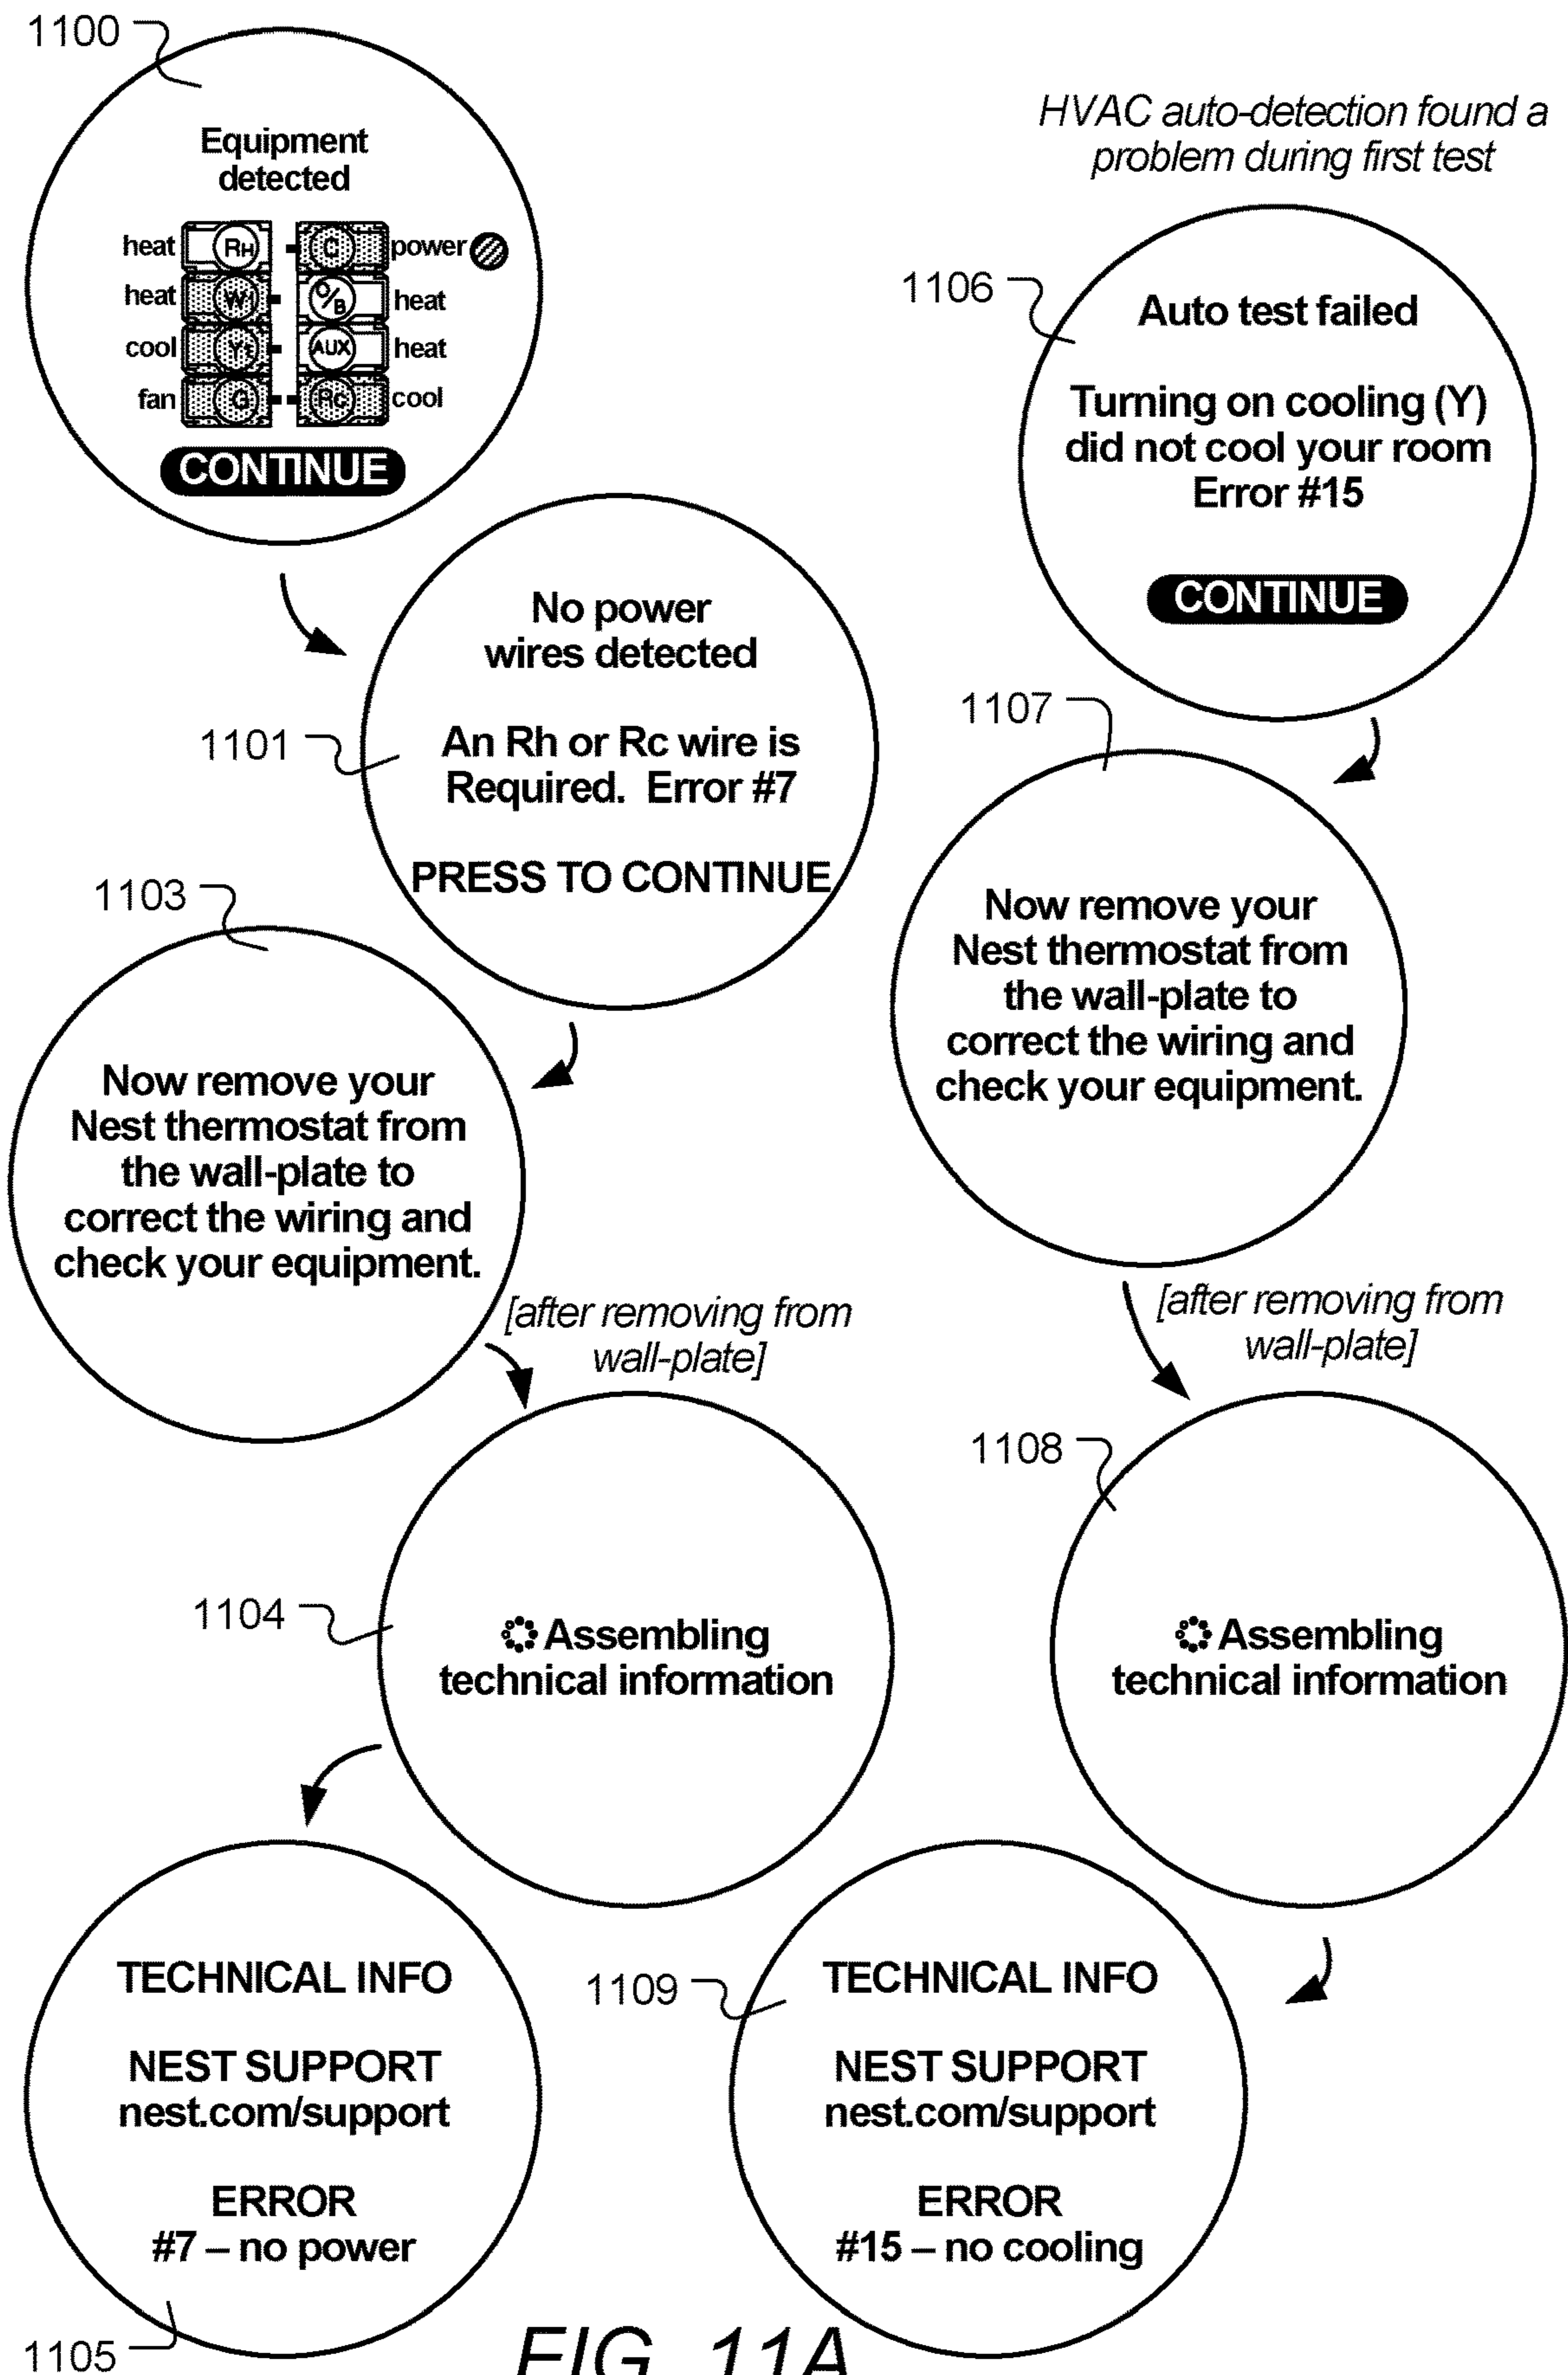 1100
Equipment
detected
heat RH C power
heat W1 O/B heat
cool Y1 AUX heat
fan G Rc cool
CONTINUE
No power
wires detected
1101
An Rh or Rc wire is
Required. Error #7
PRESS TO CONTINUE
1103
Now remove your
Nest thermostat from
the wall-plate to
correct the wiring and
check your equipment.
[after removing from
wall-plate]
1104
Assembling
technical information
TECHNICAL INFO
NEST SUPPORT
nest.com/support
ERROR
#7 – no power
1105
HVAC auto-detection found a
problem during first test
1106
Auto test failed
Turning on cooling (Y)
did not cool your room
Error #15
CONTINUE
1107
Now remove your
Nest thermostat from
the wall-plate to
correct the wiring and
check your equipment.
[after removing from
wall-plate]
1108
Assembling
technical information
1109
TECHNICAL INFO
NEST SUPPORT
nest.com/support
ERROR
#15 – no cooling
FIG. 11A